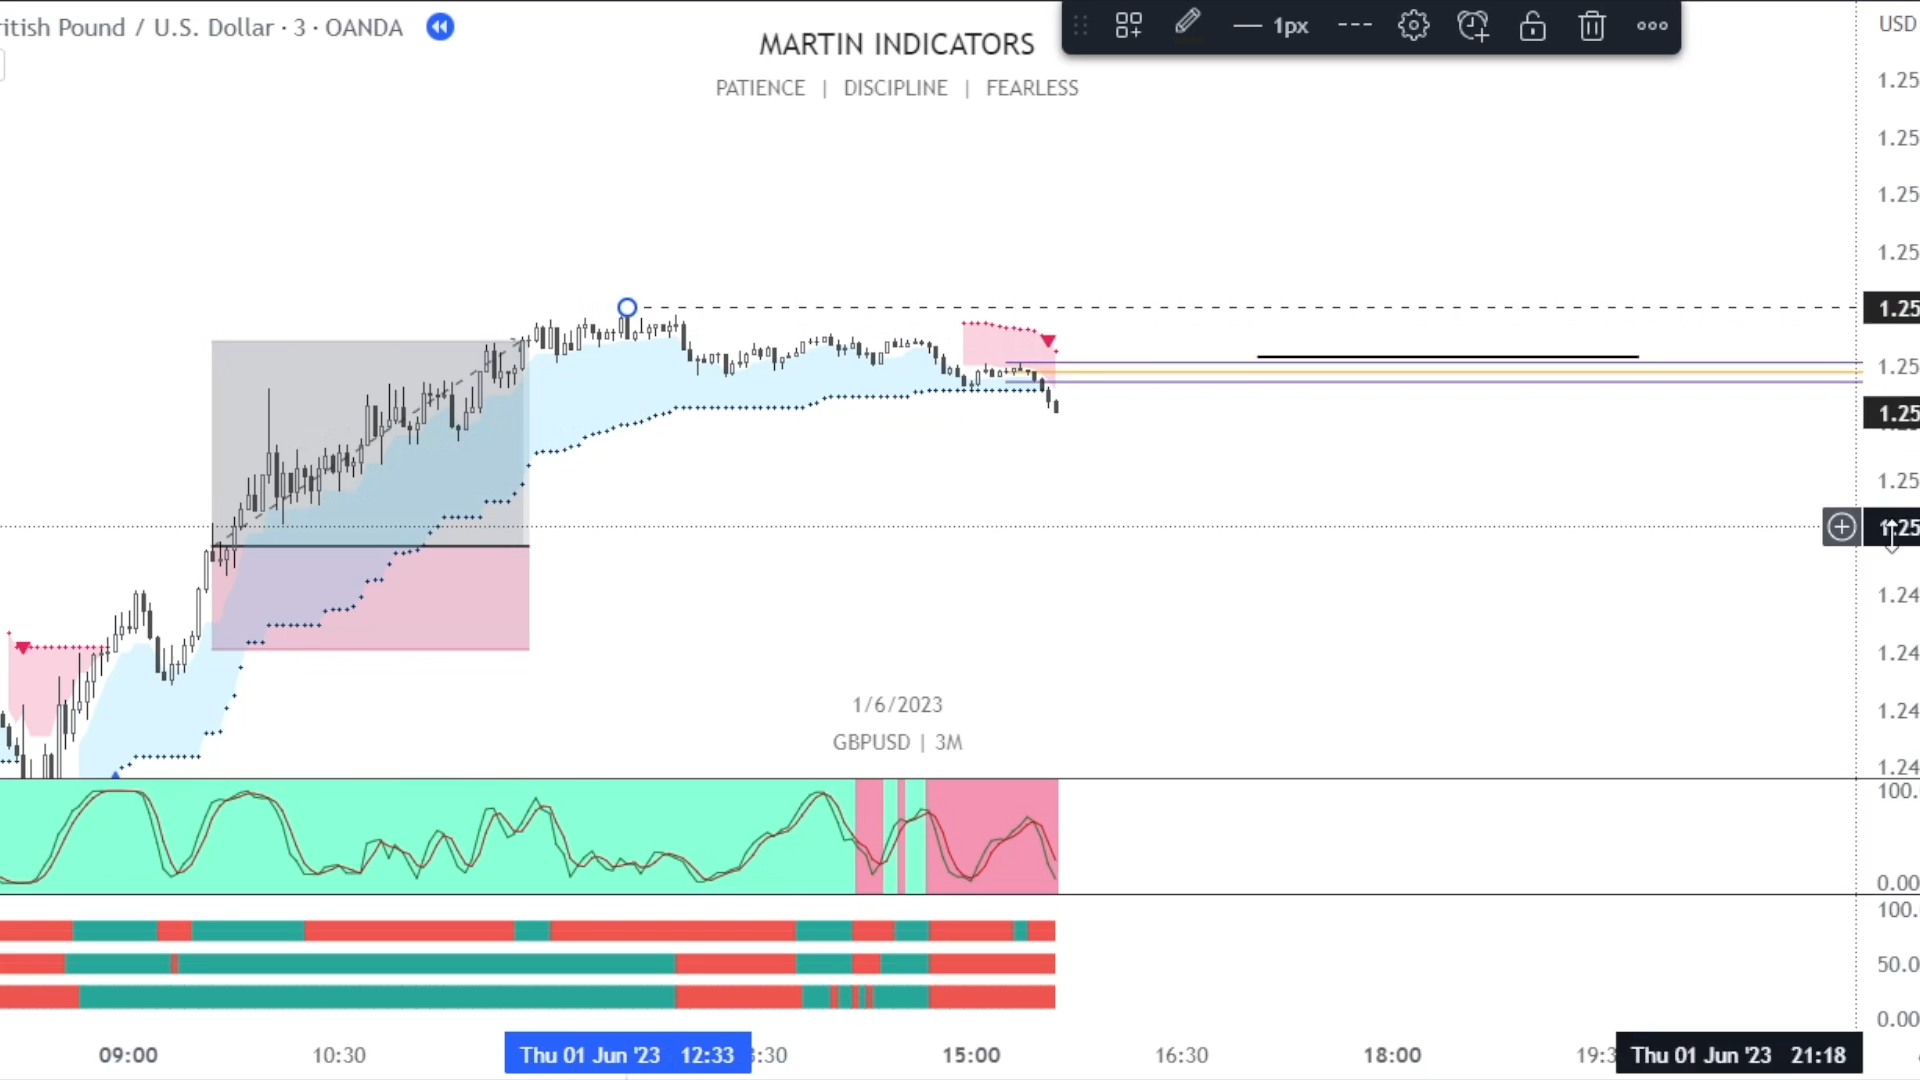 ritish Pound / U.S. Dollar · 3 · OANDA
1px
USD
MARTIN INDICATORS
PATIENCE | DISCIPLINE | FEARLESS
1.25
1.25
1.25
1.25
1.25
1.25
1.25
1.25
1.25
1.24
1.24
1.24
1.24
1/6/2023
GBPUSD | 3M
100.
0.00
100.
50.0
0.00
09:00 10:30 Thu 01 Jun '23 12:33 3:30 15:00 16:30 18:00 19:3 Thu 01 Jun '23 21:18